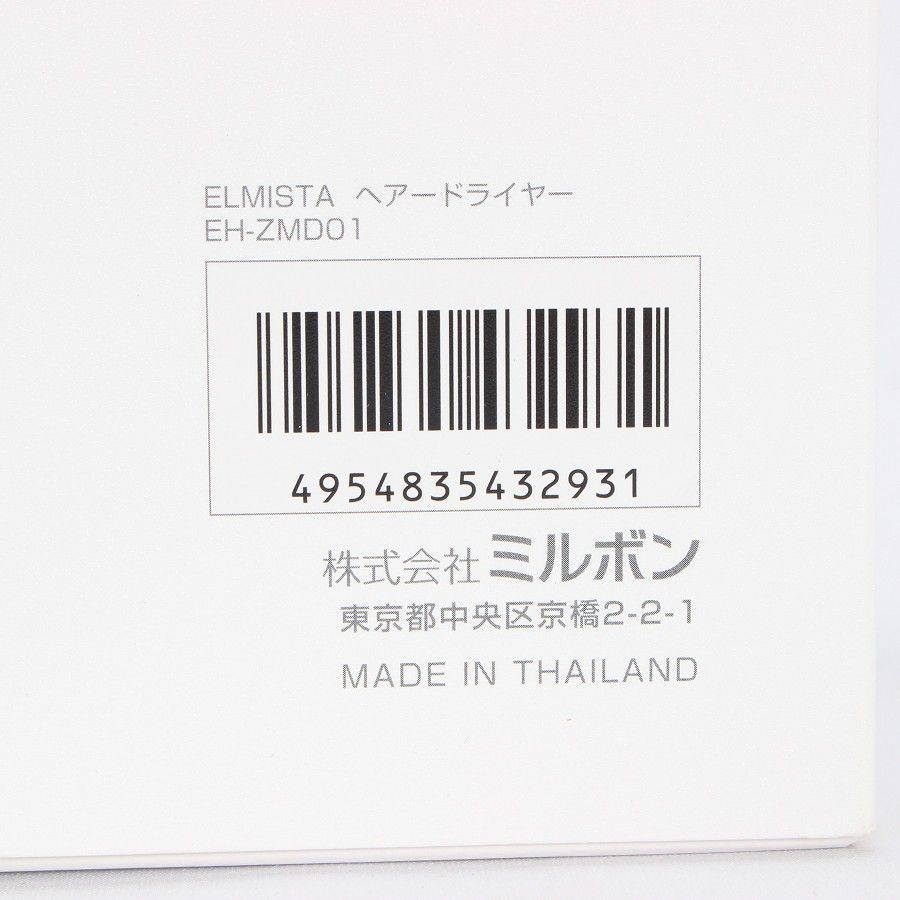 ELMISTA ヘアードライヤー
EH-ZMD01
4954835432931
株式会社ミルボン
東京都中央区京橋2-2-1
MADE IN THAILAND